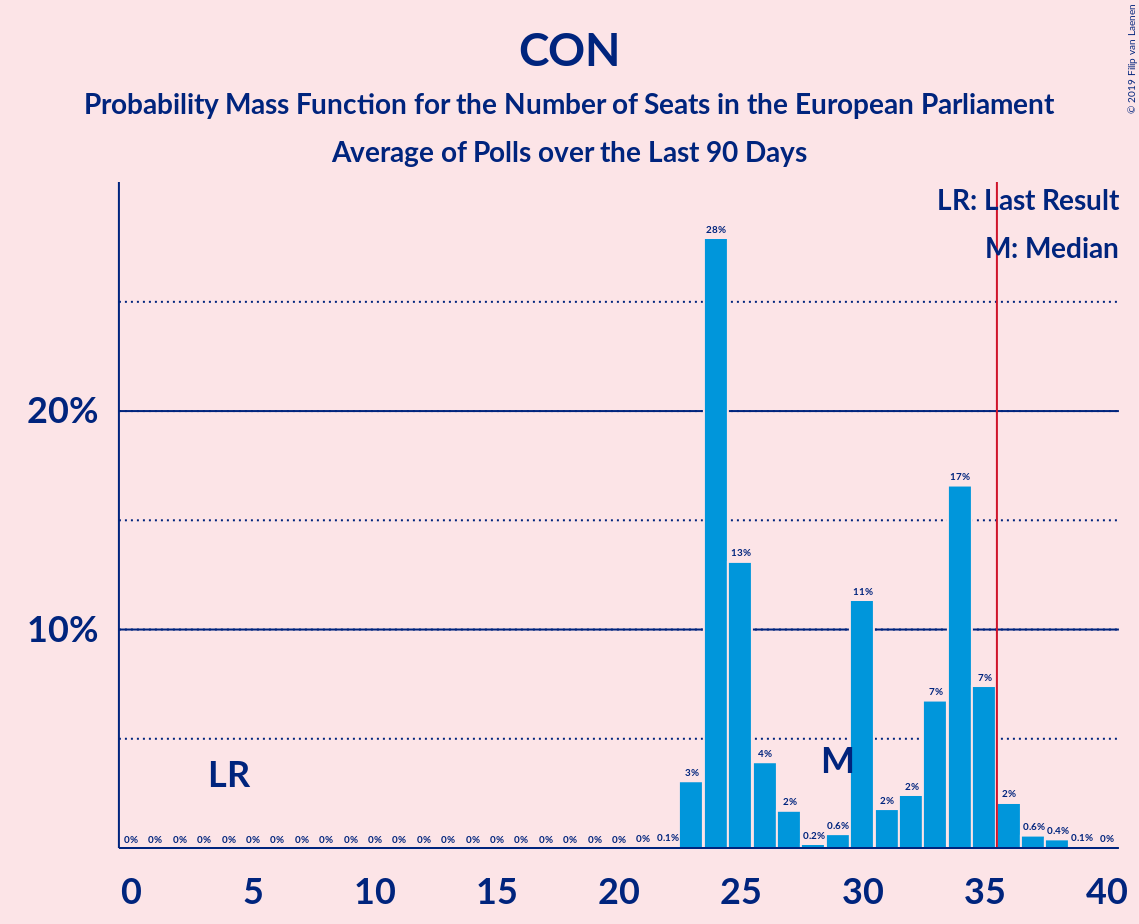 © 2019 Filip van Laenen
CON
Probability Mass Function for the Number of Seats in the European Parliament
Average of Polls over the Last 90 Days
LR: Last Result
M: Median
28%
20%
17%
13%
11%
10%
7%
7%
LR
M
3%
4%
2%
2%
2%
2%
0% 0% 0% 0% 0% 0% 0% 0% 0% 0% 0% 0% 0% 0% 0% 0% 0% 0% 0% 0% 0% 0% 0.1% 0.2% 0.6% 0.6% 0.4% 0.1% 0%
0 5 10 15 20 25 30 35 40